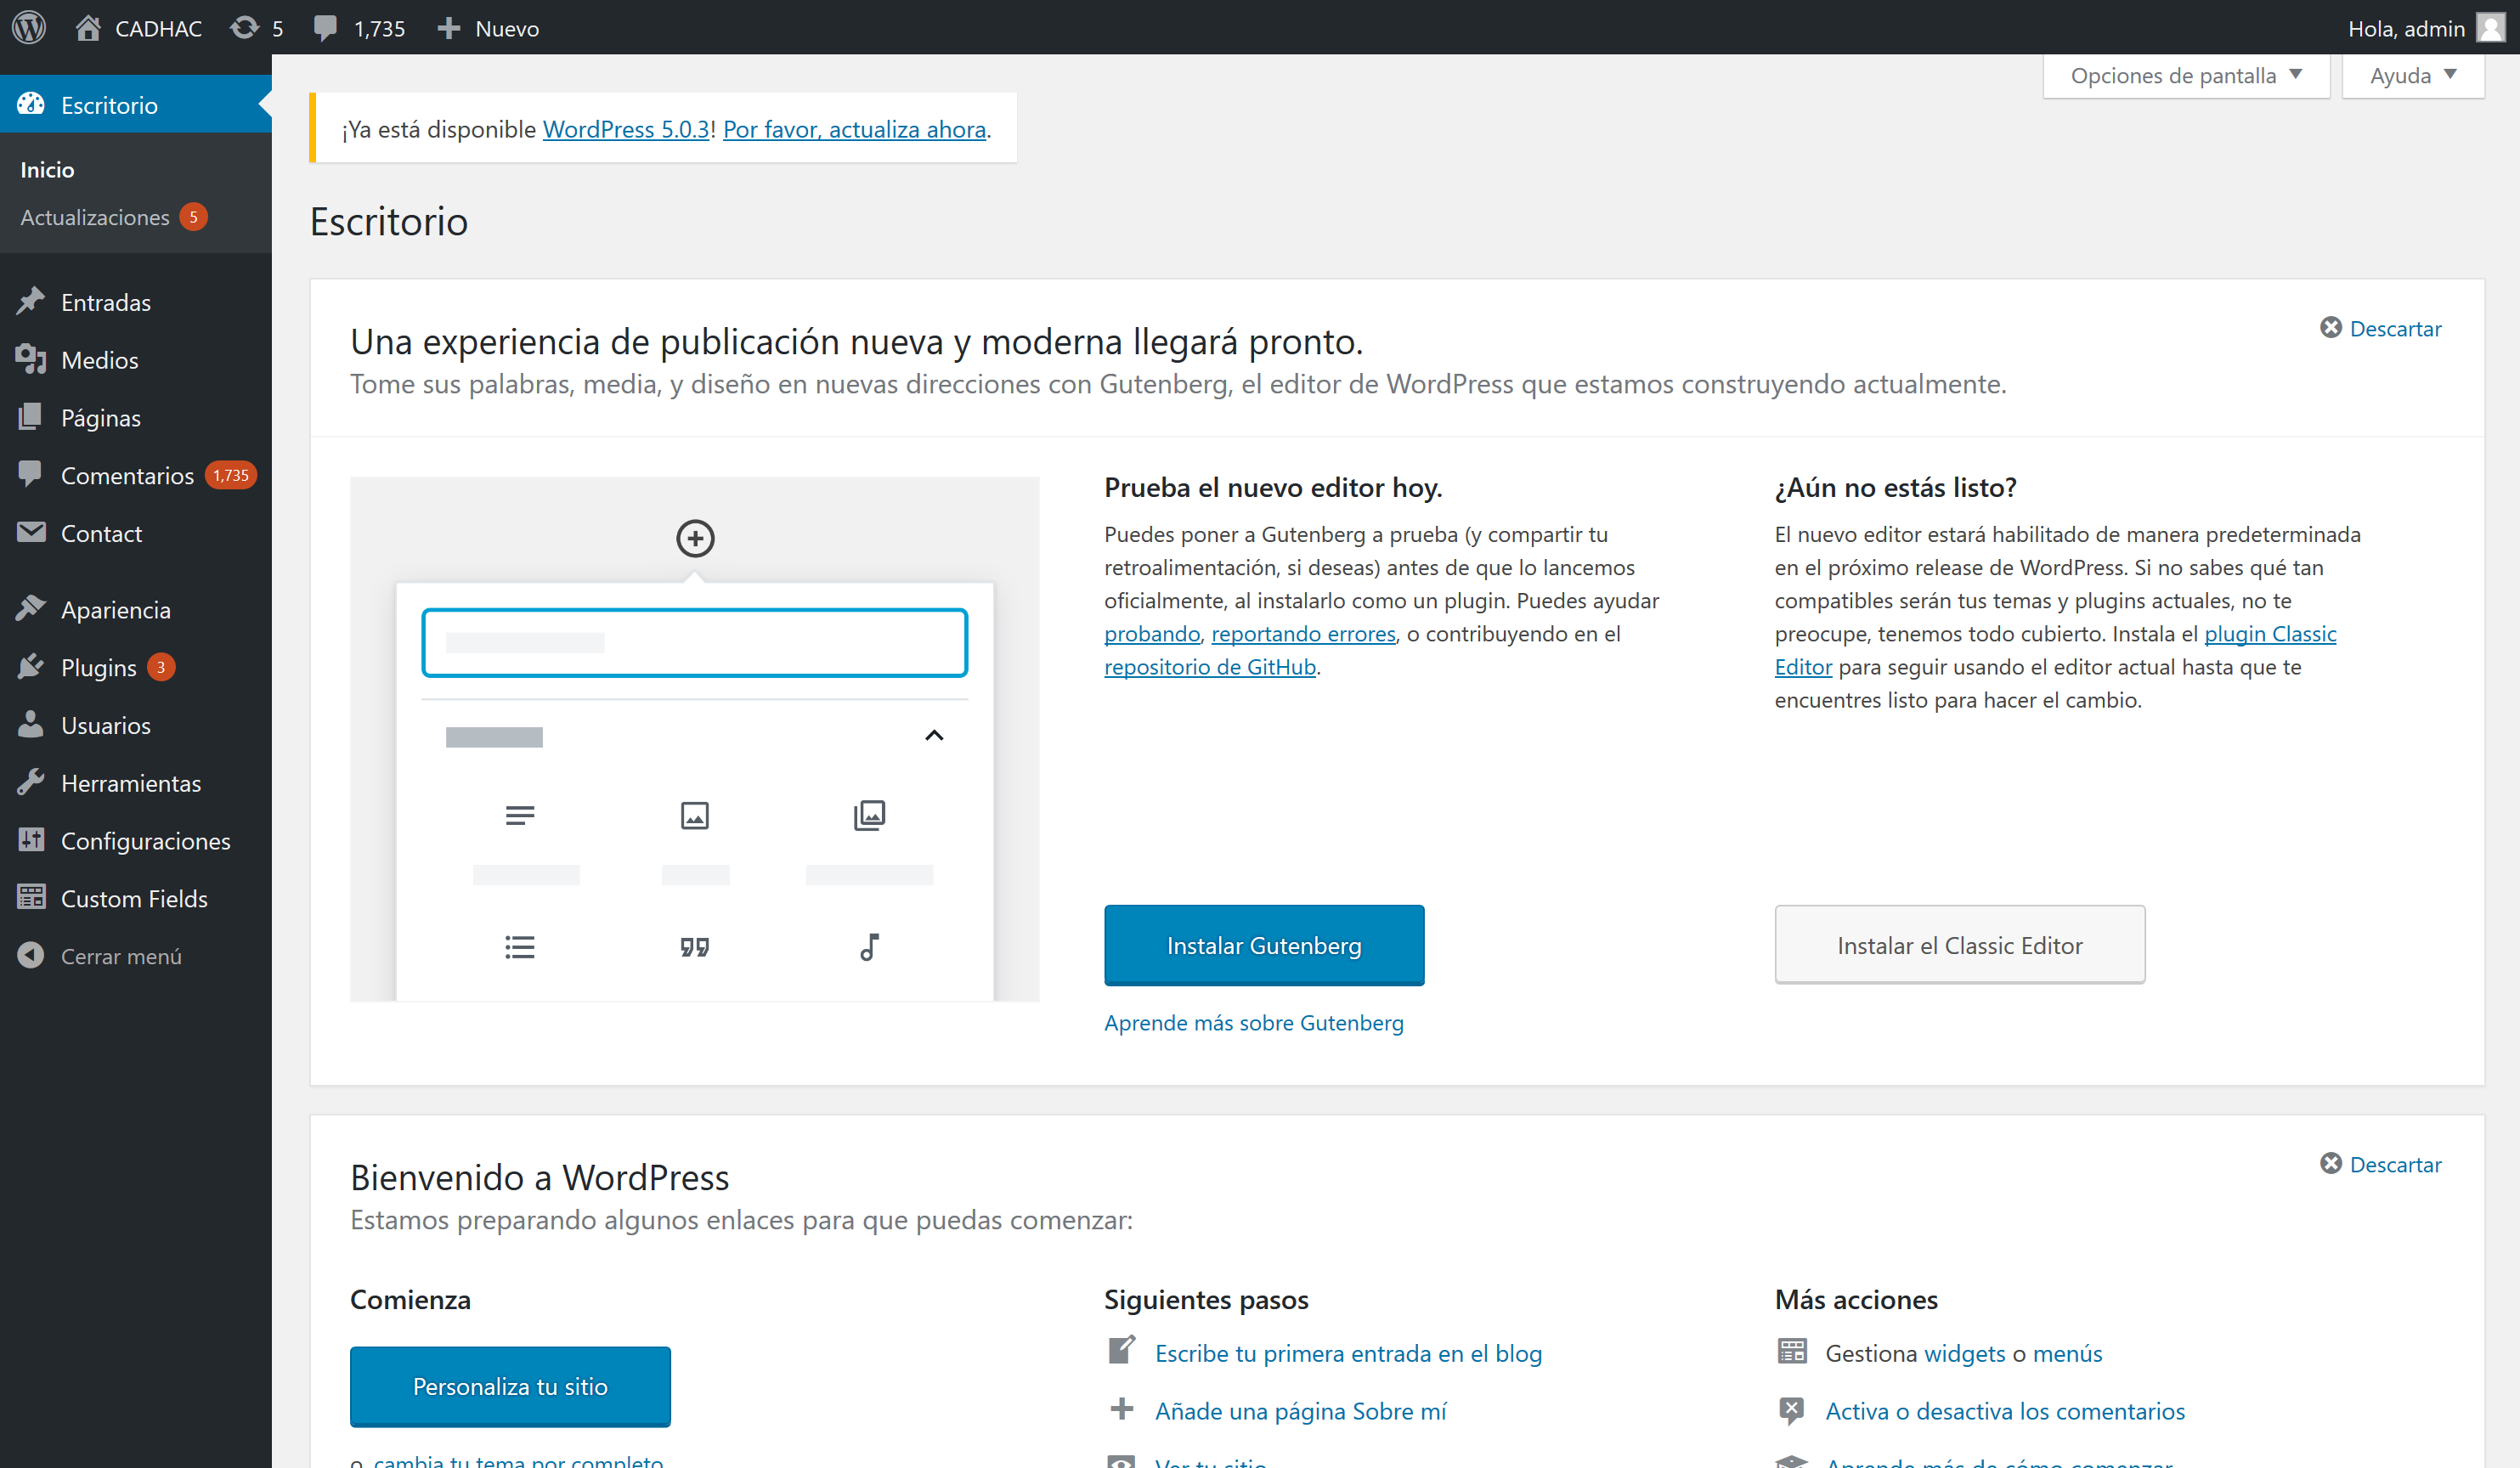 CADHAC 5 1,735 Nuevo Hola, admin
Opciones de pantalla Ayuda
Escritorio
Inicio
Actualizaciones 5
Entradas
Medios
Páginas
Comentarios 1,735
Contact
Apariencia
Plugins 3
Usuarios
Herramientas
Configuraciones
Custom Fields
Cerrar menú
¡Ya está disponible WordPress 5.0.3! Por favor, actualiza ahora.
Escritorio
Una experiencia de publicación nueva y moderna llegará pronto.
Descartar
Tome sus palabras, media, y diseño en nuevas direcciones con Gutenberg, el editor de WordPress que estamos construyendo actualmente.
Prueba el nuevo editor hoy.
Puedes poner a Gutenberg a prueba (y compartir tu
retroalimentación, si deseas) antes de que lo lancemos
oficialmente, al instalarlo como un plugin. Puedes ayudar
probando, reportando errores, o contribuyendo en el
repositorio de GitHub.
Instalar Gutenberg
Aprende más sobre Gutenberg
¿Aún no estás listo?
El nuevo editor estará habilitado de manera predeterminada
en el próximo release de WordPress. Si no sabes qué tan
compatibles serán tus temas y plugins actuales, no te
preocupe, tenemos todo cubierto. Instala el plugin Classic
Editor para seguir usando el editor actual hasta que te
encuentres listo para hacer el cambio.
Instalar el Classic Editor
Bienvenido a WordPress
Descartar
Estamos preparando algunos enlaces para que puedas comenzar:
Comienza
Personaliza tu sitio
o cambia tu tema por completo
Siguientes pasos
Escribe tu primera entrada en el blog
Añade una página Sobre mí
Ver tu sitio
Más acciones
Gestiona widgets o menús
Activa o desactiva los comentarios
Aprende más de cómo comenzar